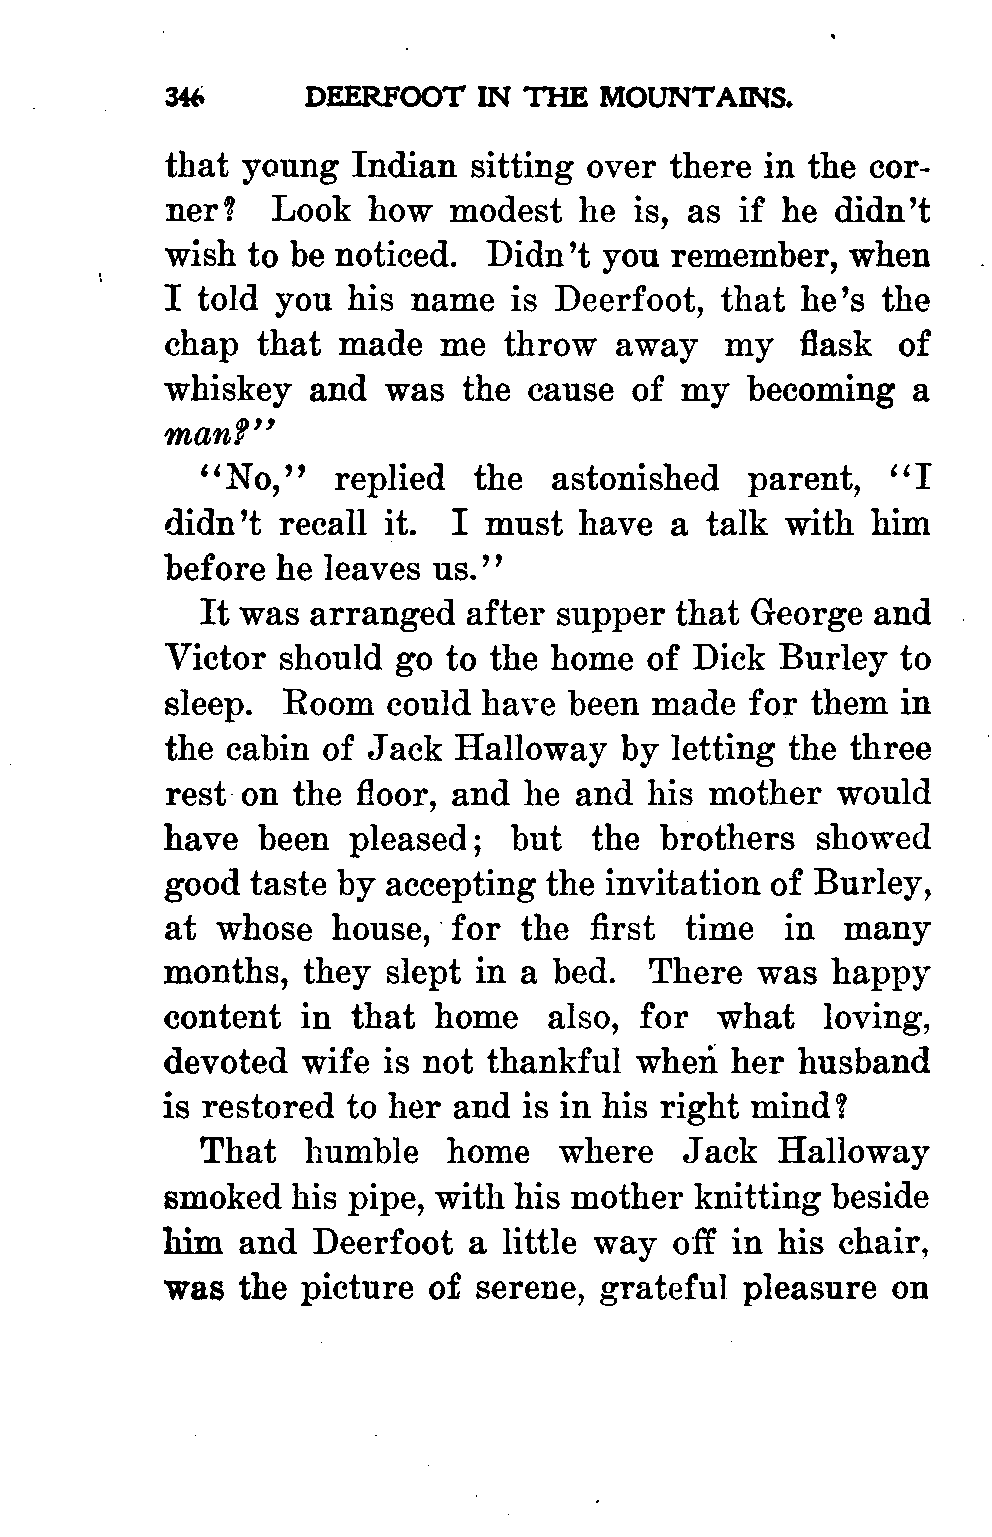 346 DEERFOOT IN THE MOUNTAINS.
that young Indian sitting over there in the cor-
ner? Look how modest he is, as if he didn't
wish to be noticed. Didn't you remember, when
I told you his name is Deerfoot, that he's the
chap that made me throw away my flask of
whiskey and was the cause of my becoming a
man?"
"No," replied the astonished parent, "I
didn't recall it. I must have a talk with him
before he leaves us."
It was arranged after supper that George and
Victor should go to the home of Dick Burley to
sleep. Room could have been made for them in
the cabin of Jack Halloway by letting the three
rest on the floor, and he and his mother would
have been pleased; but the brothers showed
good taste by accepting the invitation of Burley,
at whose house, for the first time in many
months, they slept in a bed. There was happy
content in that home also, for what loving,
devoted wife is not thankful when her husband
is restored to her and is in his right mind?
That humble home where Jack Halloway
smoked his pipe, with his mother knitting beside
him and Deerfoot a little way off in his chair,
was the picture of serene, grateful pleasure on